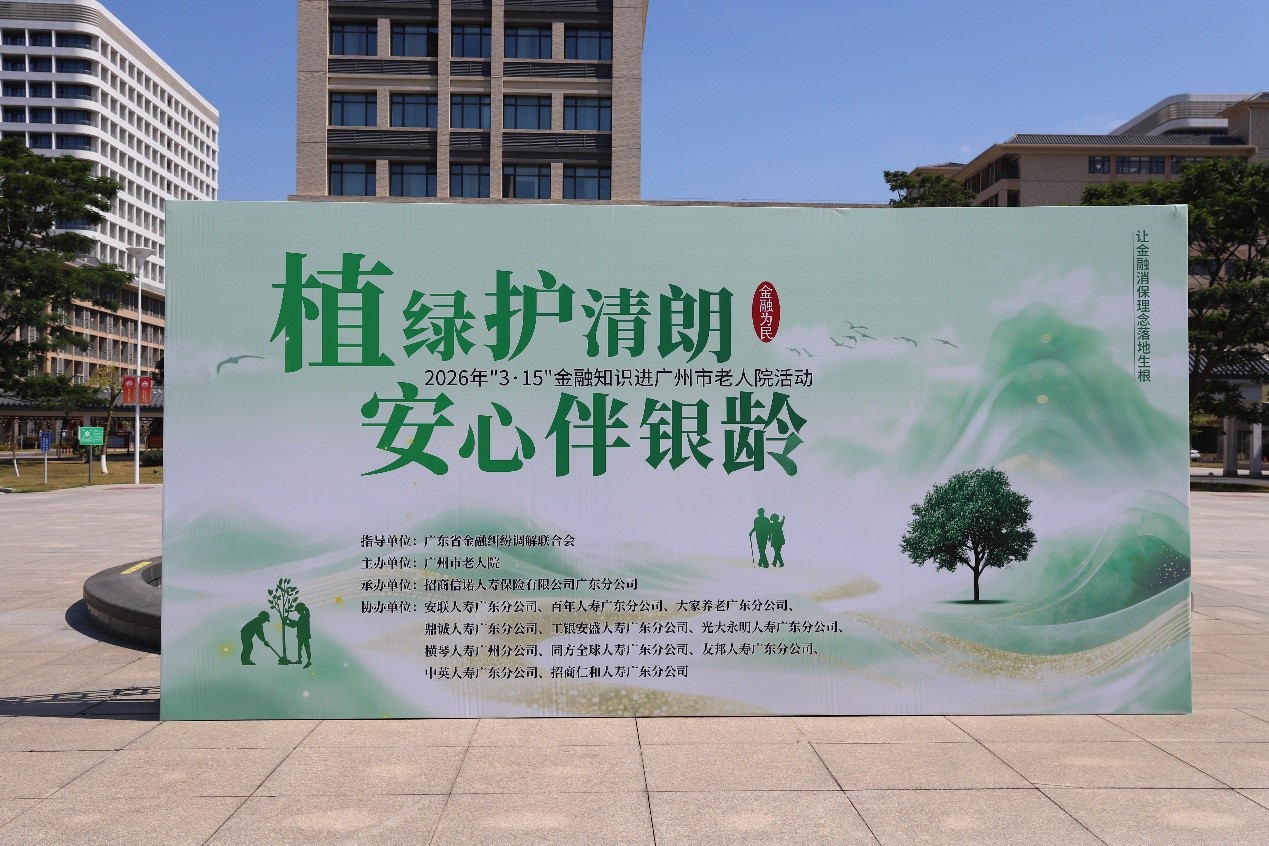 植绿护清朗
金融为民
2026年"3·15"金融知识进广州市老人院活动
安心伴银龄
让金融消保理念落地生根
指导单位：广东省金融纠纷调解联合会
主办单位：广州市老人院
承办单位：招商信诺人寿保险有限公司广东分公司
协办单位：安联人寿广东分公司、百年人寿广东分公司、大家养老广东分公司、
鼎诚人寿广东分公司、工银安盛人寿广东分公司、光大永明人寿广东分公司、
横琴人寿广州分公司、同方全球人寿广东分公司、友邦人寿广东分公司、
中英人寿广东分公司、招商仁和人寿广东分公司